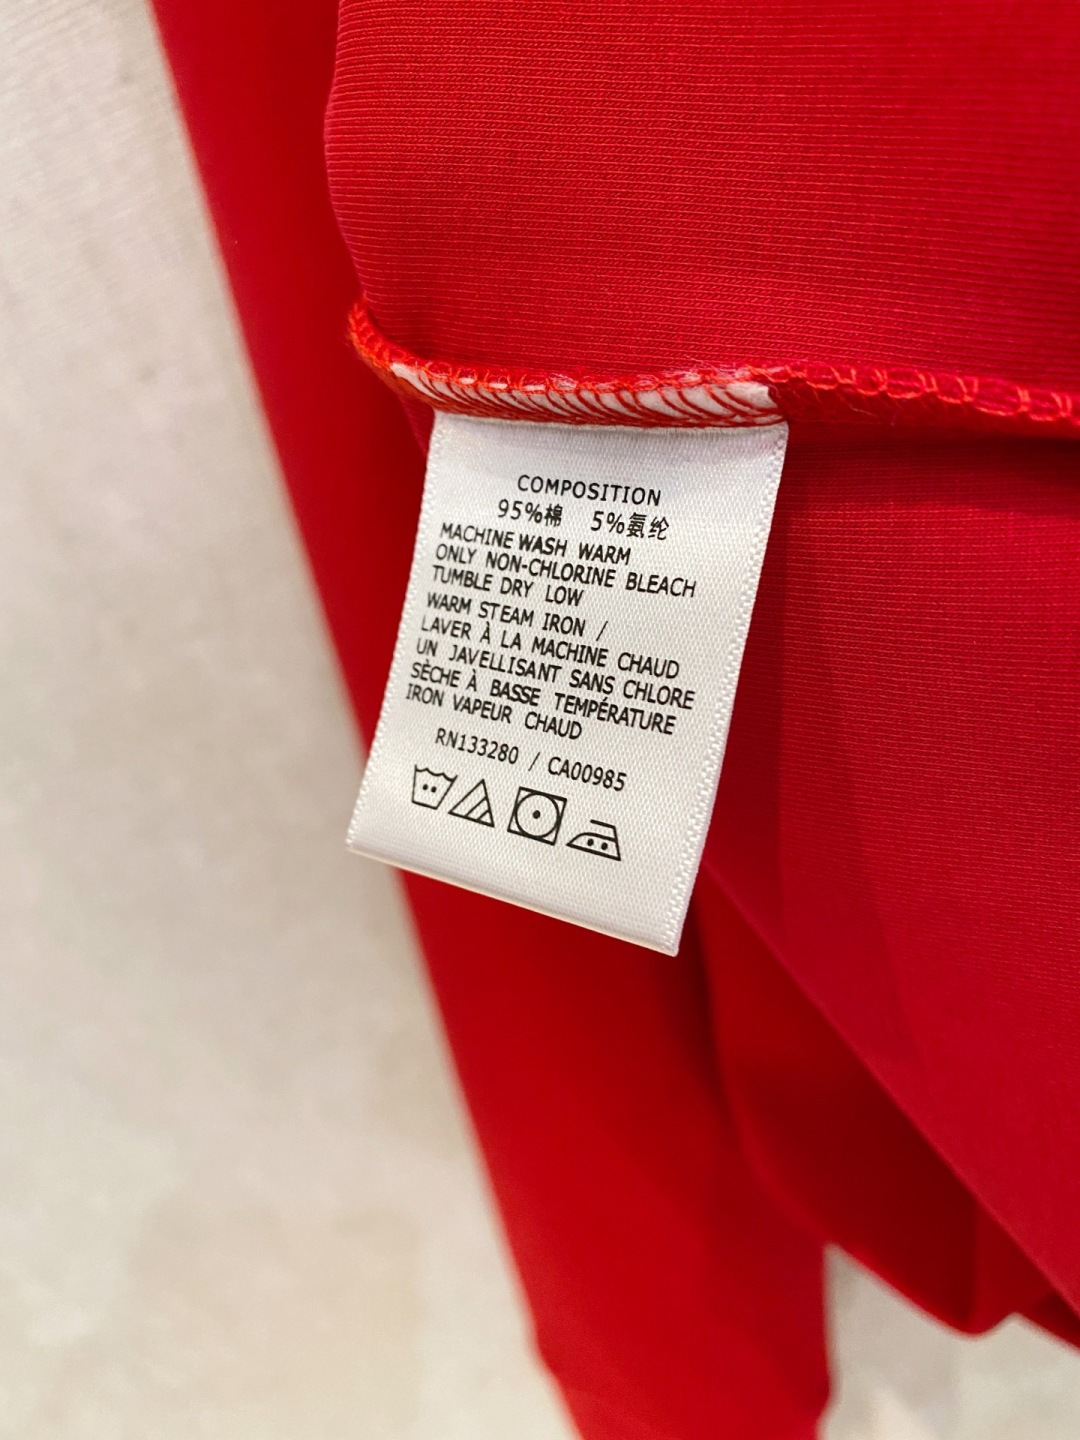 COMPOSITION
95%棉 5%氨纶
MACHINE WASH WARM
ONLY NON-CHLORINE BLEACH
TUMBLE DRY LOW
WARM STEAM IRON /
LAVER À LA MACHINE CHAUD
UN JAVELLISANT SANS CHLORE
SÈCHE À BASSE TEMPÉRATURE
IRON VAPEUR CHAUD
RN133280 / CA00985